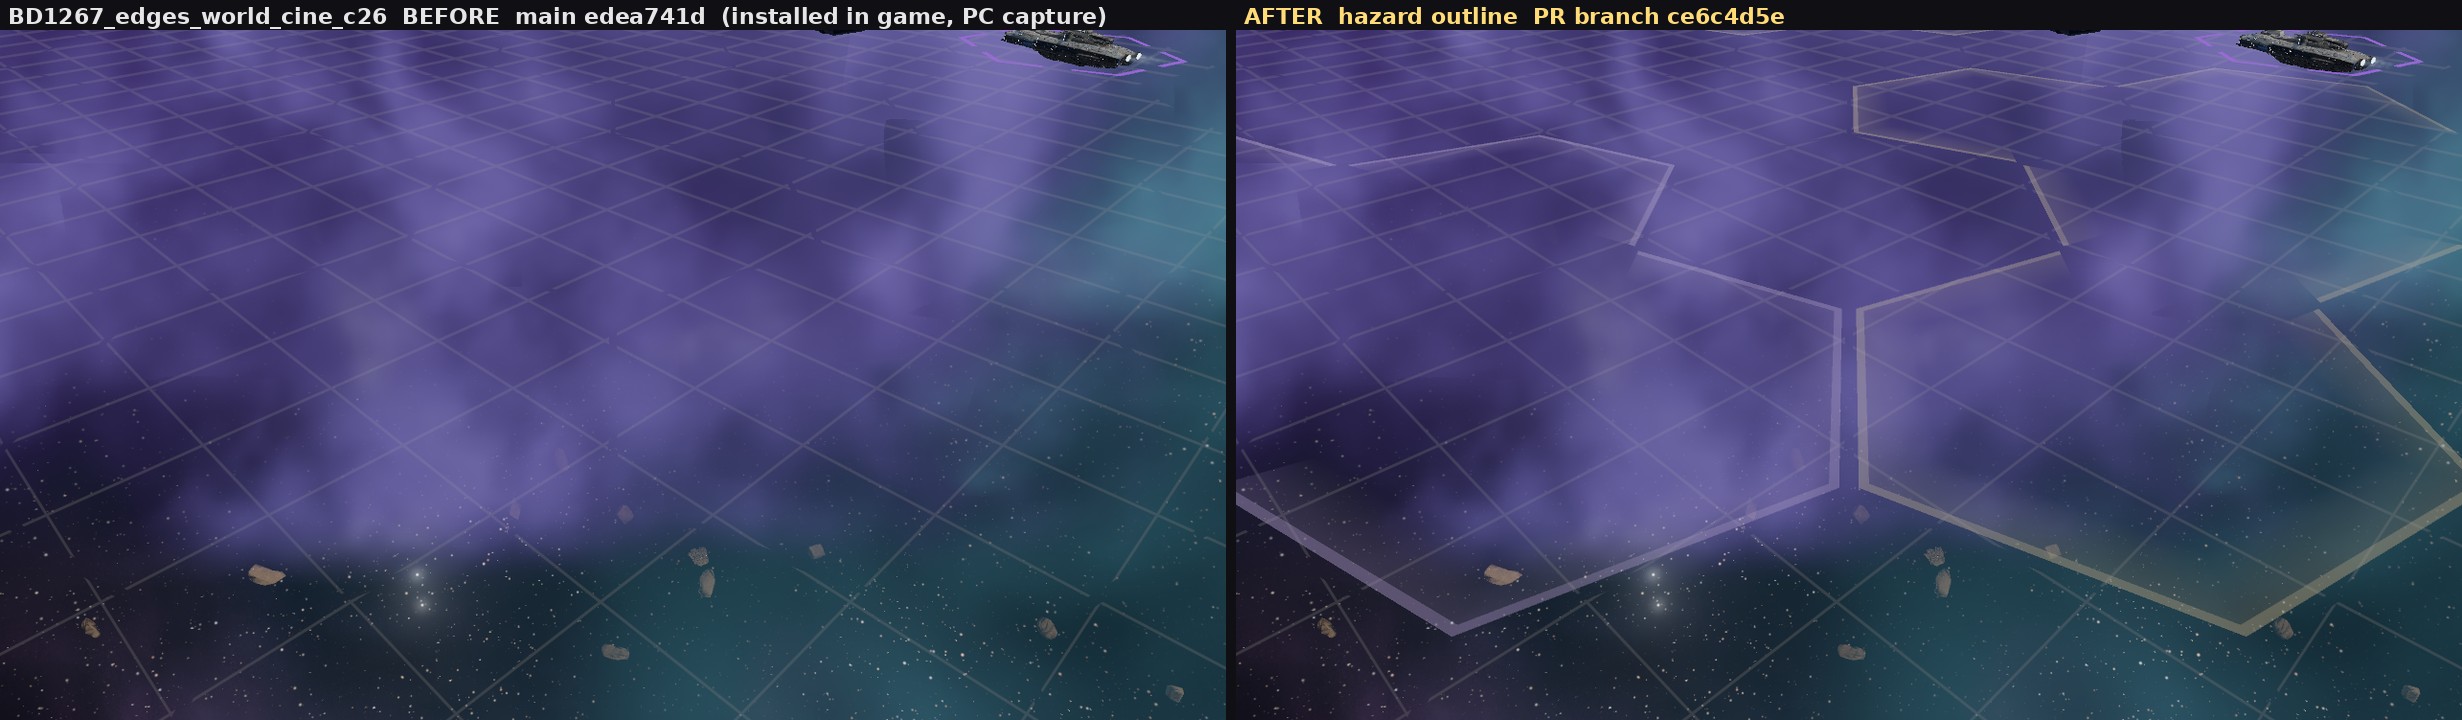 BD1267_edges_world_cine_c26  BEFORE  main edea741d  (installed in game, PC capture)
AFTER  hazard outline  PR branch ce6c4d5e